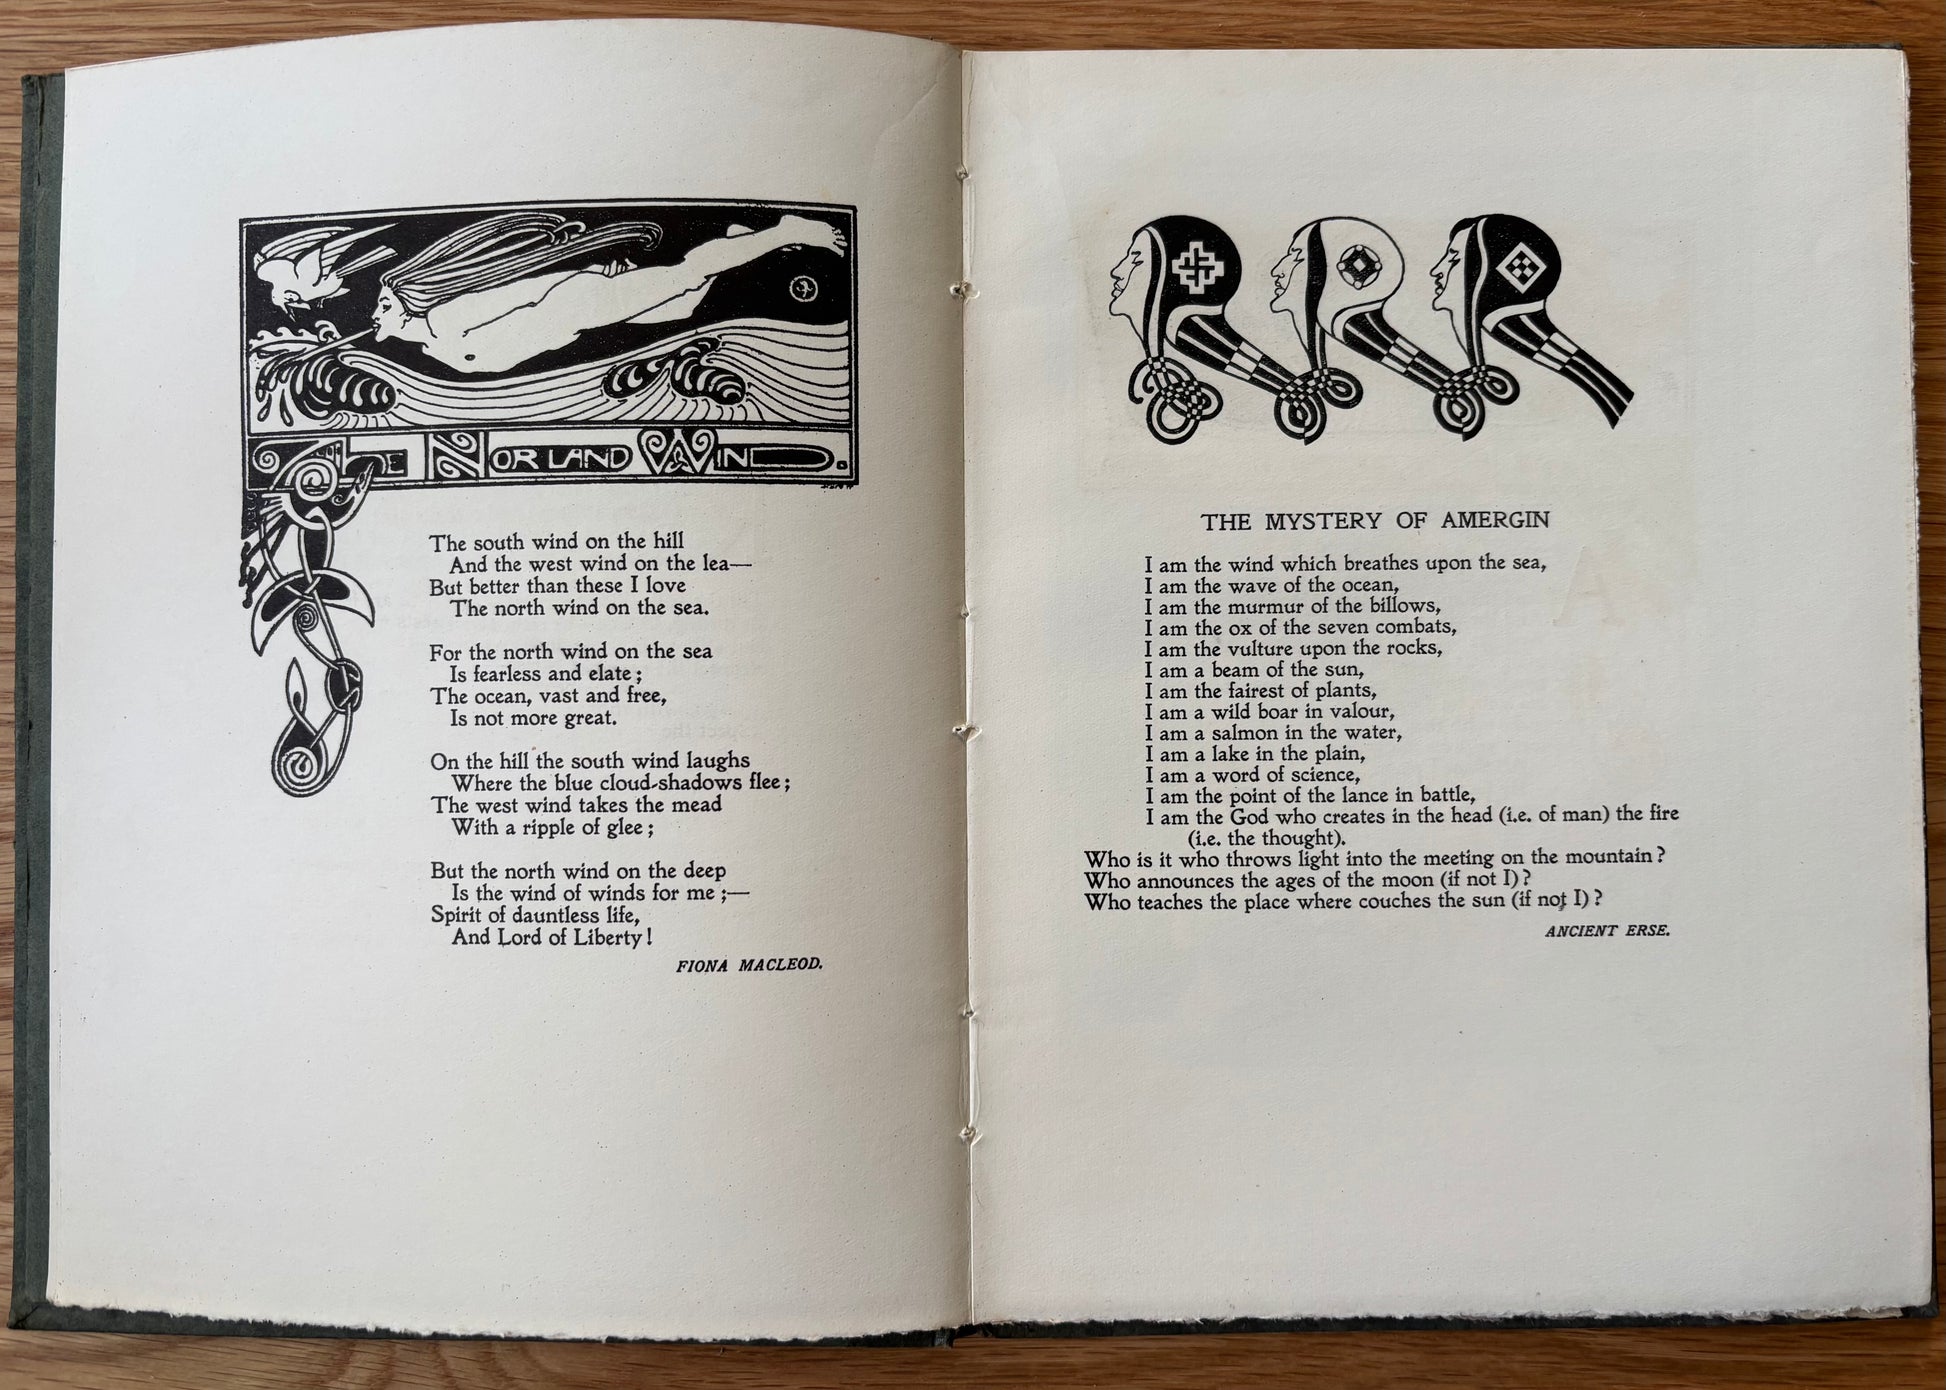 The Norland Wind.
The south wind on the hill
And the west wind on the lea—
But better than these I love
The north wind on the sea.
For the north wind on the sea
Is fearless and elate;
The ocean, vast and free,
Is not more great.
On the hill the south wind laughs
Where the blue cloud-shadows flee;
The west wind takes the mead
With a ripple of glee;
But the north wind on the deep
Is the wind of winds for me;—
Spirit of dauntless life,
And Lord of Liberty!
FIONA MACLEOD.
THE MYSTERY OF AMERGIN
I am the wind which breathes upon the sea,
I am the wave of the ocean,
I am the murmur of the billows,
I am the ox of the seven combats,
I am the vulture upon the rocks,
I am a beam of the sun,
I am the fairest of plants,
I am a wild boar in valour,
I am a salmon in the water,
I am a lake in the plain,
I am a word of science,
I am the point of the lance in battle,
I am the God who creates in the head (i.e. of man) the fire
(i.e. the thought).
Who is it who throws light into the meeting on the mountain?
Who announces the ages of the moon (if not I)?
Who teaches the place where couches the sun (if not I)?
ANCIENT ERSE.